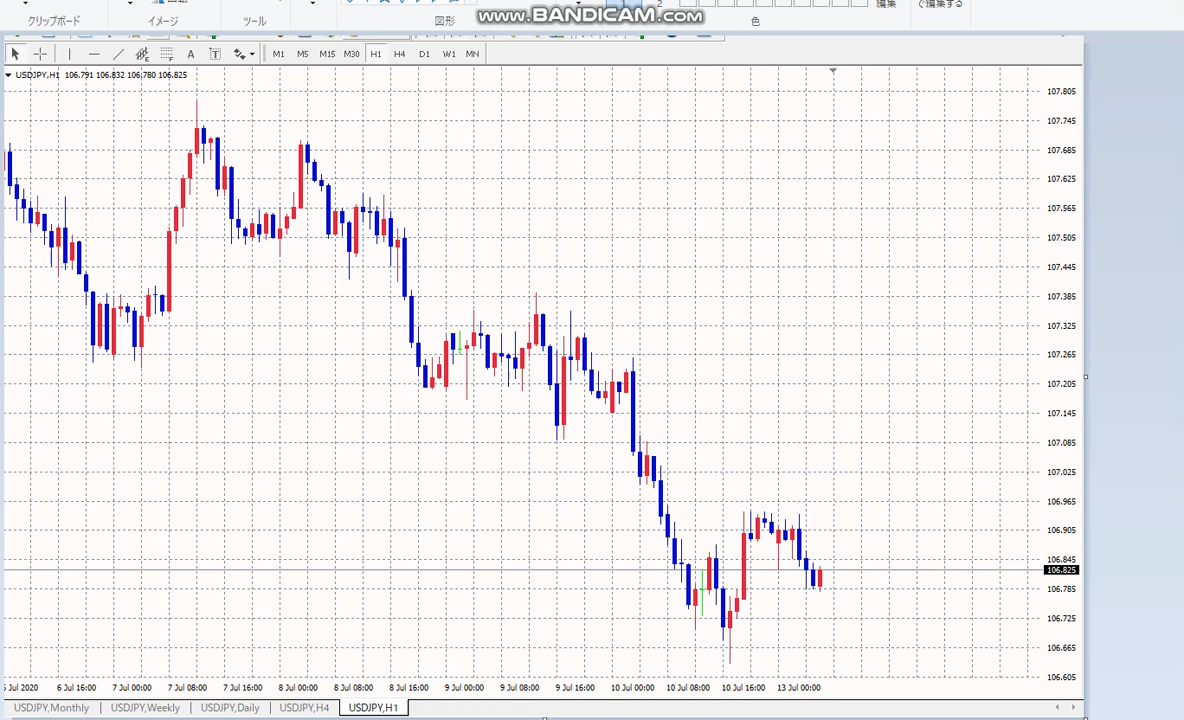 www.BANDICAM.com
1
2
編集
で編集する
クリップボード
イメージ
ツール
図形
色
A
T
M1 M5 M15 M30 H1 H4 D1 W1 MN
USDJPY,H1 106.791 106.832 106.780 106.825
107.805
107.745
107.685
107.625
107.565
107.505
107.445
107.385
107.325
107.265
107.205
107.145
107.085
107.025
106.965
106.905
106.845
106.825
106.785
106.725
106.665
106.605
Jul 2020 6 Jul 16:00 7 Jul 00:00 7 Jul 08:00 7 Jul 16:00 8 Jul 00:00 8 Jul 08:00 8 Jul 16:00 9 Jul 00:00 9 Jul 08:00 9 Jul 16:00 10 Jul 00:00 10 Jul 08:00 10 Jul 16:00 13 Jul 00:00
USDJPY,Monthly USDJPY,Weekly USDJPY,Daily USDJPY,H4 USDJPY,H1